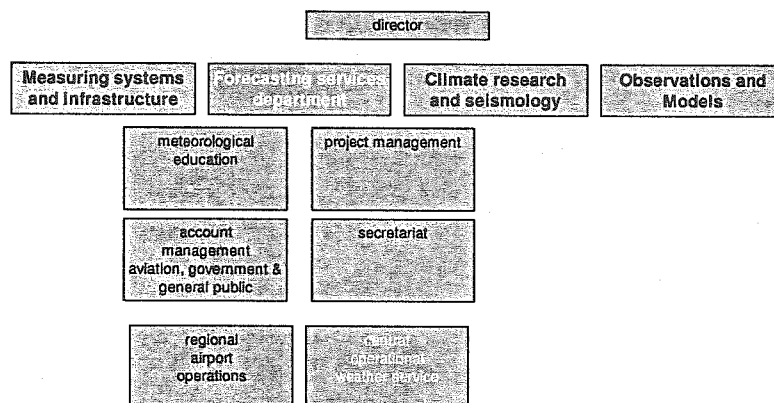 director
Measuring systems
and infrastructure
Forecasting services
department
Climate research
and seismology
Observations and
Models
meteorological
education
project management
account
management
aviation, government &
general public
secretariat
regional
airport
operations
central
operational
weather service